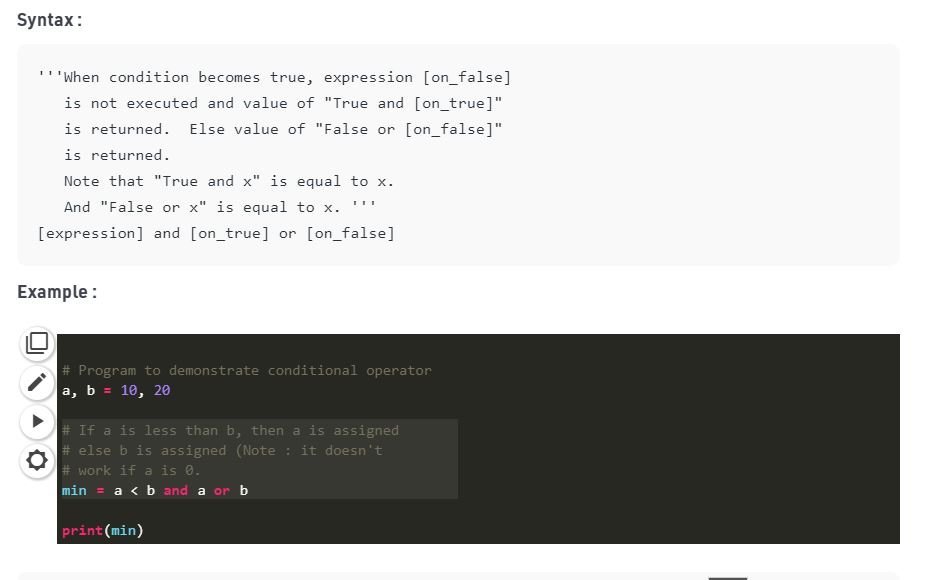 Syntax :
'''When condition becomes true, expression [on_false]
is not executed and value of "True and [on_true]"
is returned.  Else value of "False or [on_false]"
is returned.
Note that "True and x" is equal to x.
And "False or x" is equal to x. '''
[expression] and [on_true] or [on_false]
Example :
# Program to demonstrate conditional operator
a, b = 10, 20
# If a is less than b, then a is assigned
# else b is assigned (Note : it doesn't
# work if a is 0.
min = a < b and a or b
print(min)